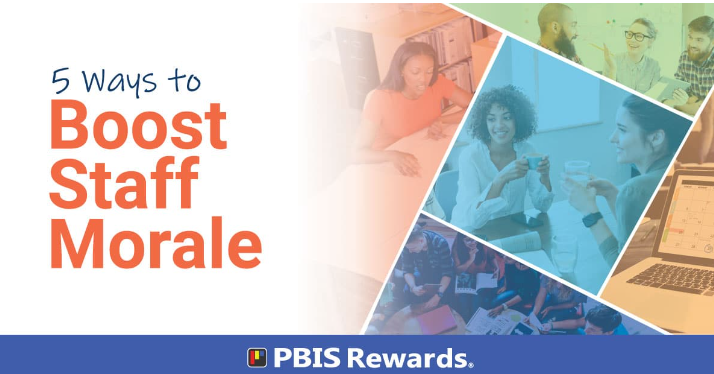 5 Ways to
Boost
Staff
Morale
PBIS Rewards®